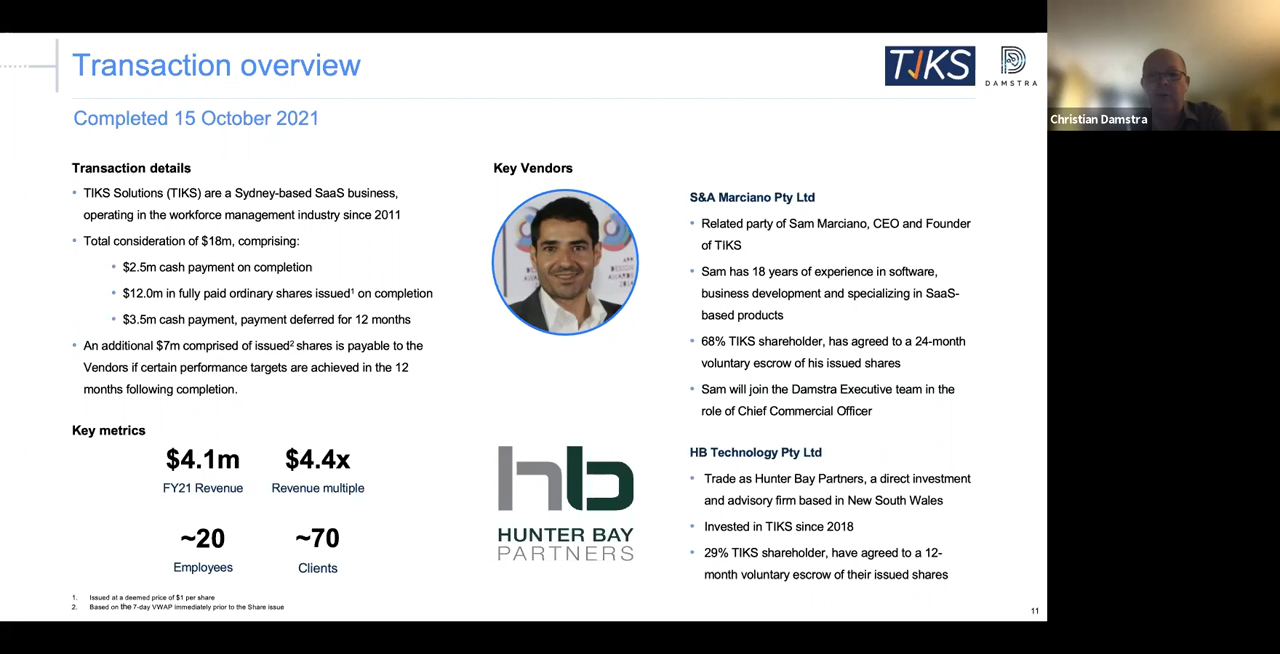 Transaction overview
TIKS
DAMSTRA
Completed 15 October 2021
Transaction details
• TIKS Solutions (TIKS) are a Sydney-based SaaS business,
operating in the workforce management industry since 2011
• Total consideration of $18m, comprising:
• $2.5m cash payment on completion
• $12.0m in fully paid ordinary shares issued¹ on completion
• $3.5m cash payment, payment deferred for 12 months
• An additional $7m comprised of issued² shares is payable to the
Vendors if certain performance targets are achieved in the 12
months following completion.
Key metrics
$4.1m
FY21 Revenue
$4.4x
Revenue multiple
~20
Employees
~70
Clients
Key Vendors
S&A Marciano Pty Ltd
• Related party of Sam Marciano, CEO and Founder
of TIKS
• Sam has 18 years of experience in software,
business development and specializing in SaaS-
based products
• 68% TIKS shareholder, has agreed to a 24-month
voluntary escrow of his issued shares
• Sam will join the Damstra Executive team in the
role of Chief Commercial Officer
hb
HUNTER BAY
PARTNERS
HB Technology Pty Ltd
• Trade as Hunter Bay Partners, a direct investment
and advisory firm based in New South Wales
• Invested in TIKS since 2018
• 29% TIKS shareholder, have agreed to a 12-
month voluntary escrow of their issued shares
1. Issued at a deemed price of $1 per share
2. Based on the 7-day VWAP immediately prior to the Share issue
11
Christian Damstra